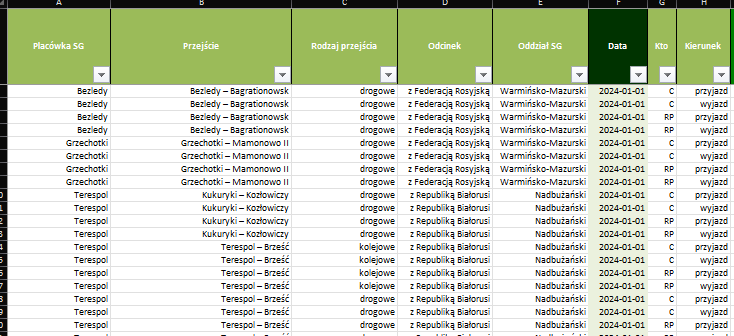 A B C D E F G H
Placówka SG Przejście Rodzaj przejścia Odcinek Oddział SG Data Kto Kierunek
Bezledy Bezledy – Bagrationowsk drogowe z Federacją Rosyjską Warmińsko-Mazurski 2024-01-01 C przyjazd
Bezledy Bezledy – Bagrationowsk drogowe z Federacją Rosyjską Warmińsko-Mazurski 2024-01-01 C wyjazd
Bezledy Bezledy – Bagrationowsk drogowe z Federacją Rosyjską Warmińsko-Mazurski 2024-01-01 RP przyjazd
Bezledy Bezledy – Bagrationowsk drogowe z Federacją Rosyjską Warmińsko-Mazurski 2024-01-01 RP wyjazd
Grzechotki Grzechotki – Mamonowo II drogowe z Federacją Rosyjską Warmińsko-Mazurski 2024-01-01 C przyjazd
Grzechotki Grzechotki – Mamonowo II drogowe z Federacją Rosyjską Warmińsko-Mazurski 2024-01-01 C wyjazd
Grzechotki Grzechotki – Mamonowo II drogowe z Federacją Rosyjską Warmińsko-Mazurski 2024-01-01 RP przyjazd
Grzechotki Grzechotki – Mamonowo II drogowe z Federacją Rosyjską Warmińsko-Mazurski 2024-01-01 RP wyjazd
Terespol Kukuryki – Kozłowiczy drogowe z Republiką Białorusi Nadbużański 2024-01-01 C przyjazd
Terespol Kukuryki – Kozłowiczy drogowe z Republiką Białorusi Nadbużański 2024-01-01 C wyjazd
Terespol Kukuryki – Kozłowiczy drogowe z Republiką Białorusi Nadbużański 2024-01-01 RP przyjazd
Terespol Kukuryki – Kozłowiczy drogowe z Republiką Białorusi Nadbużański 2024-01-01 RP wyjazd
Terespol Terespol – Brześć kolejowe z Republiką Białorusi Nadbużański 2024-01-01 C przyjazd
Terespol Terespol – Brześć kolejowe z Republiką Białorusi Nadbużański 2024-01-01 C wyjazd
Terespol Terespol – Brześć kolejowe z Republiką Białorusi Nadbużański 2024-01-01 RP przyjazd
Terespol Terespol – Brześć kolejowe z Republiką Białorusi Nadbużański 2024-01-01 RP wyjazd
Terespol Terespol – Brześć drogowe z Republiką Białorusi Nadbużański 2024-01-01 C przyjazd
Terespol Terespol – Brześć drogowe z Republiką Białorusi Nadbużański 2024-01-01 C wyjazd
Terespol Terespol – Brześć drogowe z Republiką Białorusi Nadbużański 2024-01-01 RP przyjazd